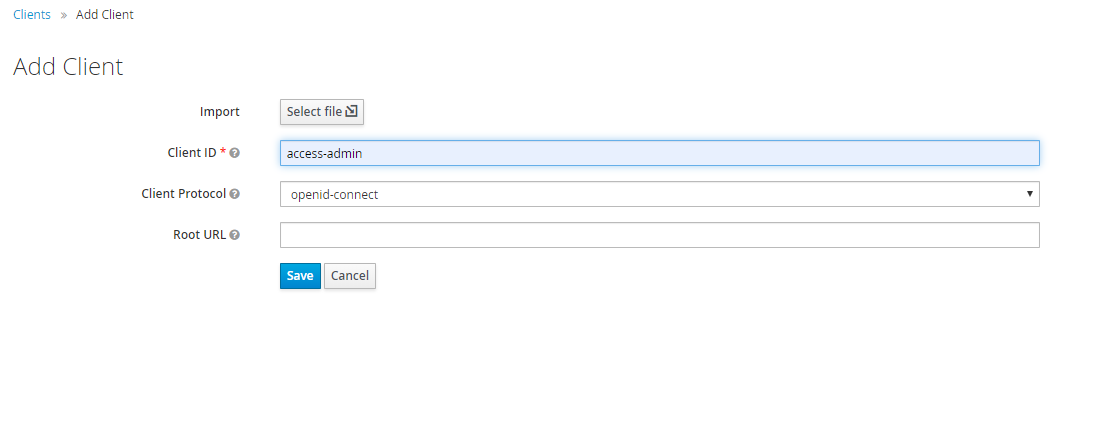 Clients » Add Client
Add Client
Import Select file
Client ID * access-admin
Client Protocol openid-connect
Root URL
Save Cancel